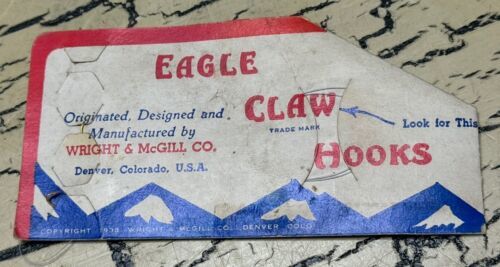 EAGLE
CLAW
TRADE MARK
HOOKS
Originated, Designed and
Manufactured by
WRIGHT & McGILL CO.
Denver, Colorado, U.S.A.
Look for This
COPYRIGHT 1938 WRIGHT & McGILL CO., DENVER COLO